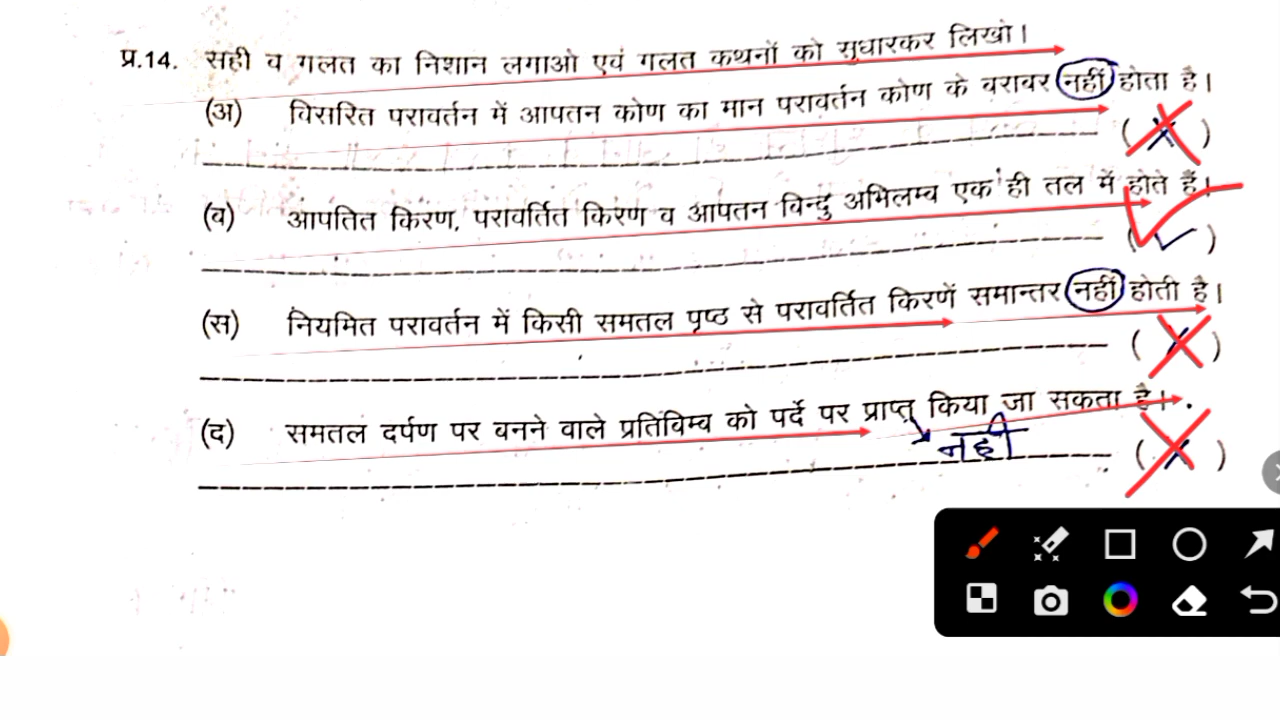 प्र.14. सही व गलत का निशान लगाओ एवं गलत कथनों को सुधारकर लिखो।
(अ) विसरित परावर्तन में आपतन कोण का मान परावर्तन कोण के बराबर नहीं होता है।
( X )
(ब) आपतित किरण, परावर्तित किरण व आपतन विन्दु अभिलम्ब एक ही तल में होते हैं।
( ✓ )
(स) नियमित परावर्तन में किसी समतल पृष्ठ से परावर्तित किरणें समान्तर नहीं होती है।
( X )
(द) समतल दर्पण पर बनने वाले प्रतिविम्ब को पर्दे पर प्राप्त किया जा सकता है।
नहीं
( X )